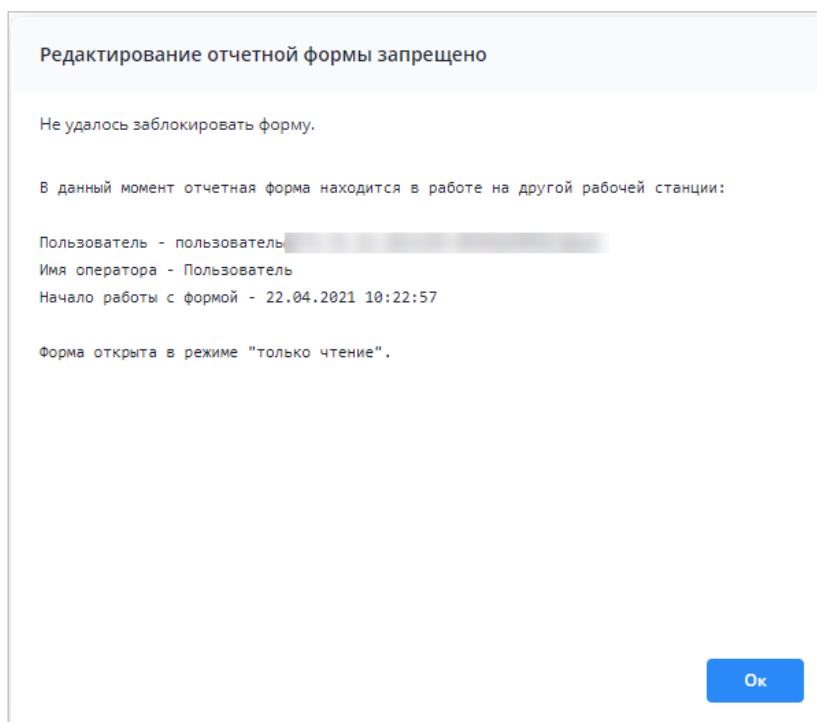 Редактирование отчетной формы запрещено
Не удалось заблокировать форму.
В данный момент отчетная форма находится в работе на другой рабочей станции:
Пользователь - пользователь
Имя оператора - Пользователь
Начало работы с формой - 22.04.2021 10:22:57
Форма открыта в режиме "только чтение".
Ок